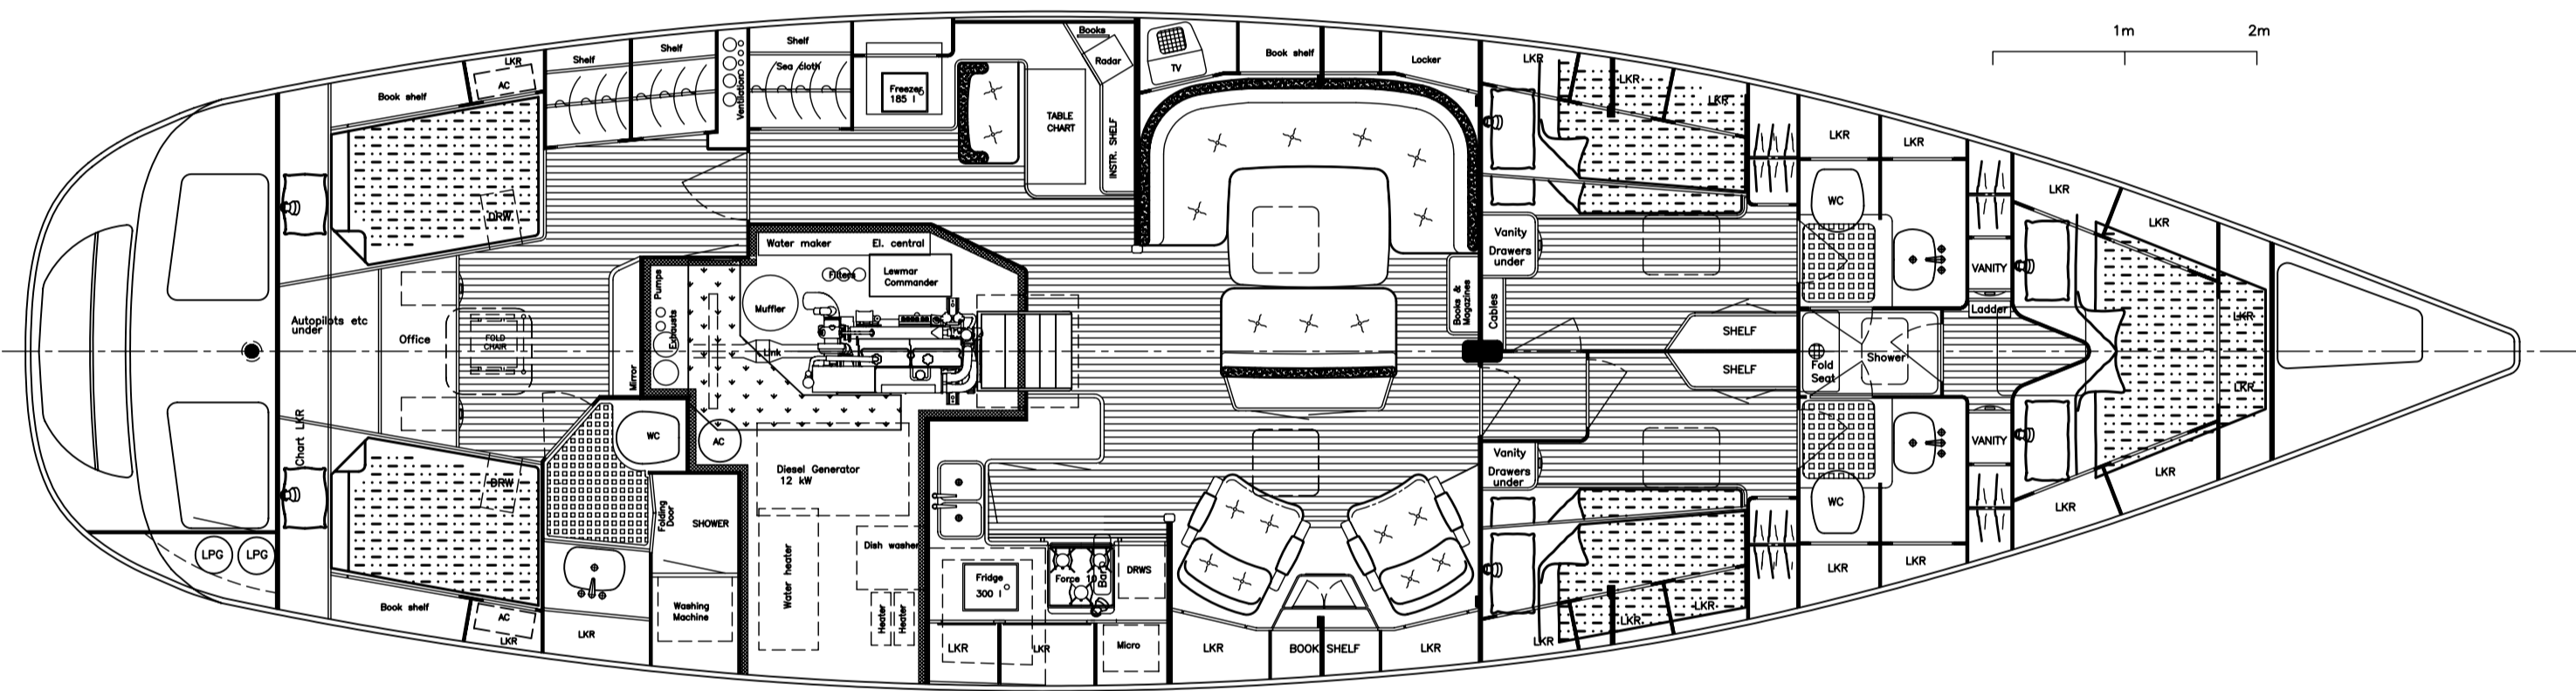 1m
2m
LKR
AC
Book shelf
Shelf
Shelf
Ventilation
Shelf
Sea cloth
Freezer
185 l
Books
Radar
TABLE
CHART
INSTR. SHELF
TV
Book shelf
Locker
LKR
LKR
LKR
LKR
LKR
WC
LKR
LKR
DRW.
Vanity
Drawers
under
VANITY
Water maker
El. central
Filters
Lewmar
Commander
Muffler
Pumps
Exhausts
Link
Mirror
Books &
Magazines
Cables
Autopilots etc
under
Office
FOLD
CHAIR
SHELF
SHELF
Ladder
Fold
Seat
Shower
LKR
LKR
Chart LKR
WC
AC
Diesel Generator
12 kW
DRW
Folding
Door
SHOWER
Vanity
Drawers
under
VANITY
WC
LKR
LKR
LPG
LPG
Dish washer
Water heater
Heater
Heater
Fridge
300 l
Force 10
Bar
DRWS
Micro
LKR
LKR
Washing
Machine
Book shelf
AC
LKR
LKR
LKR
BOOK SHELF
LKR
LKR
LKR
LKR
LKR
LKR